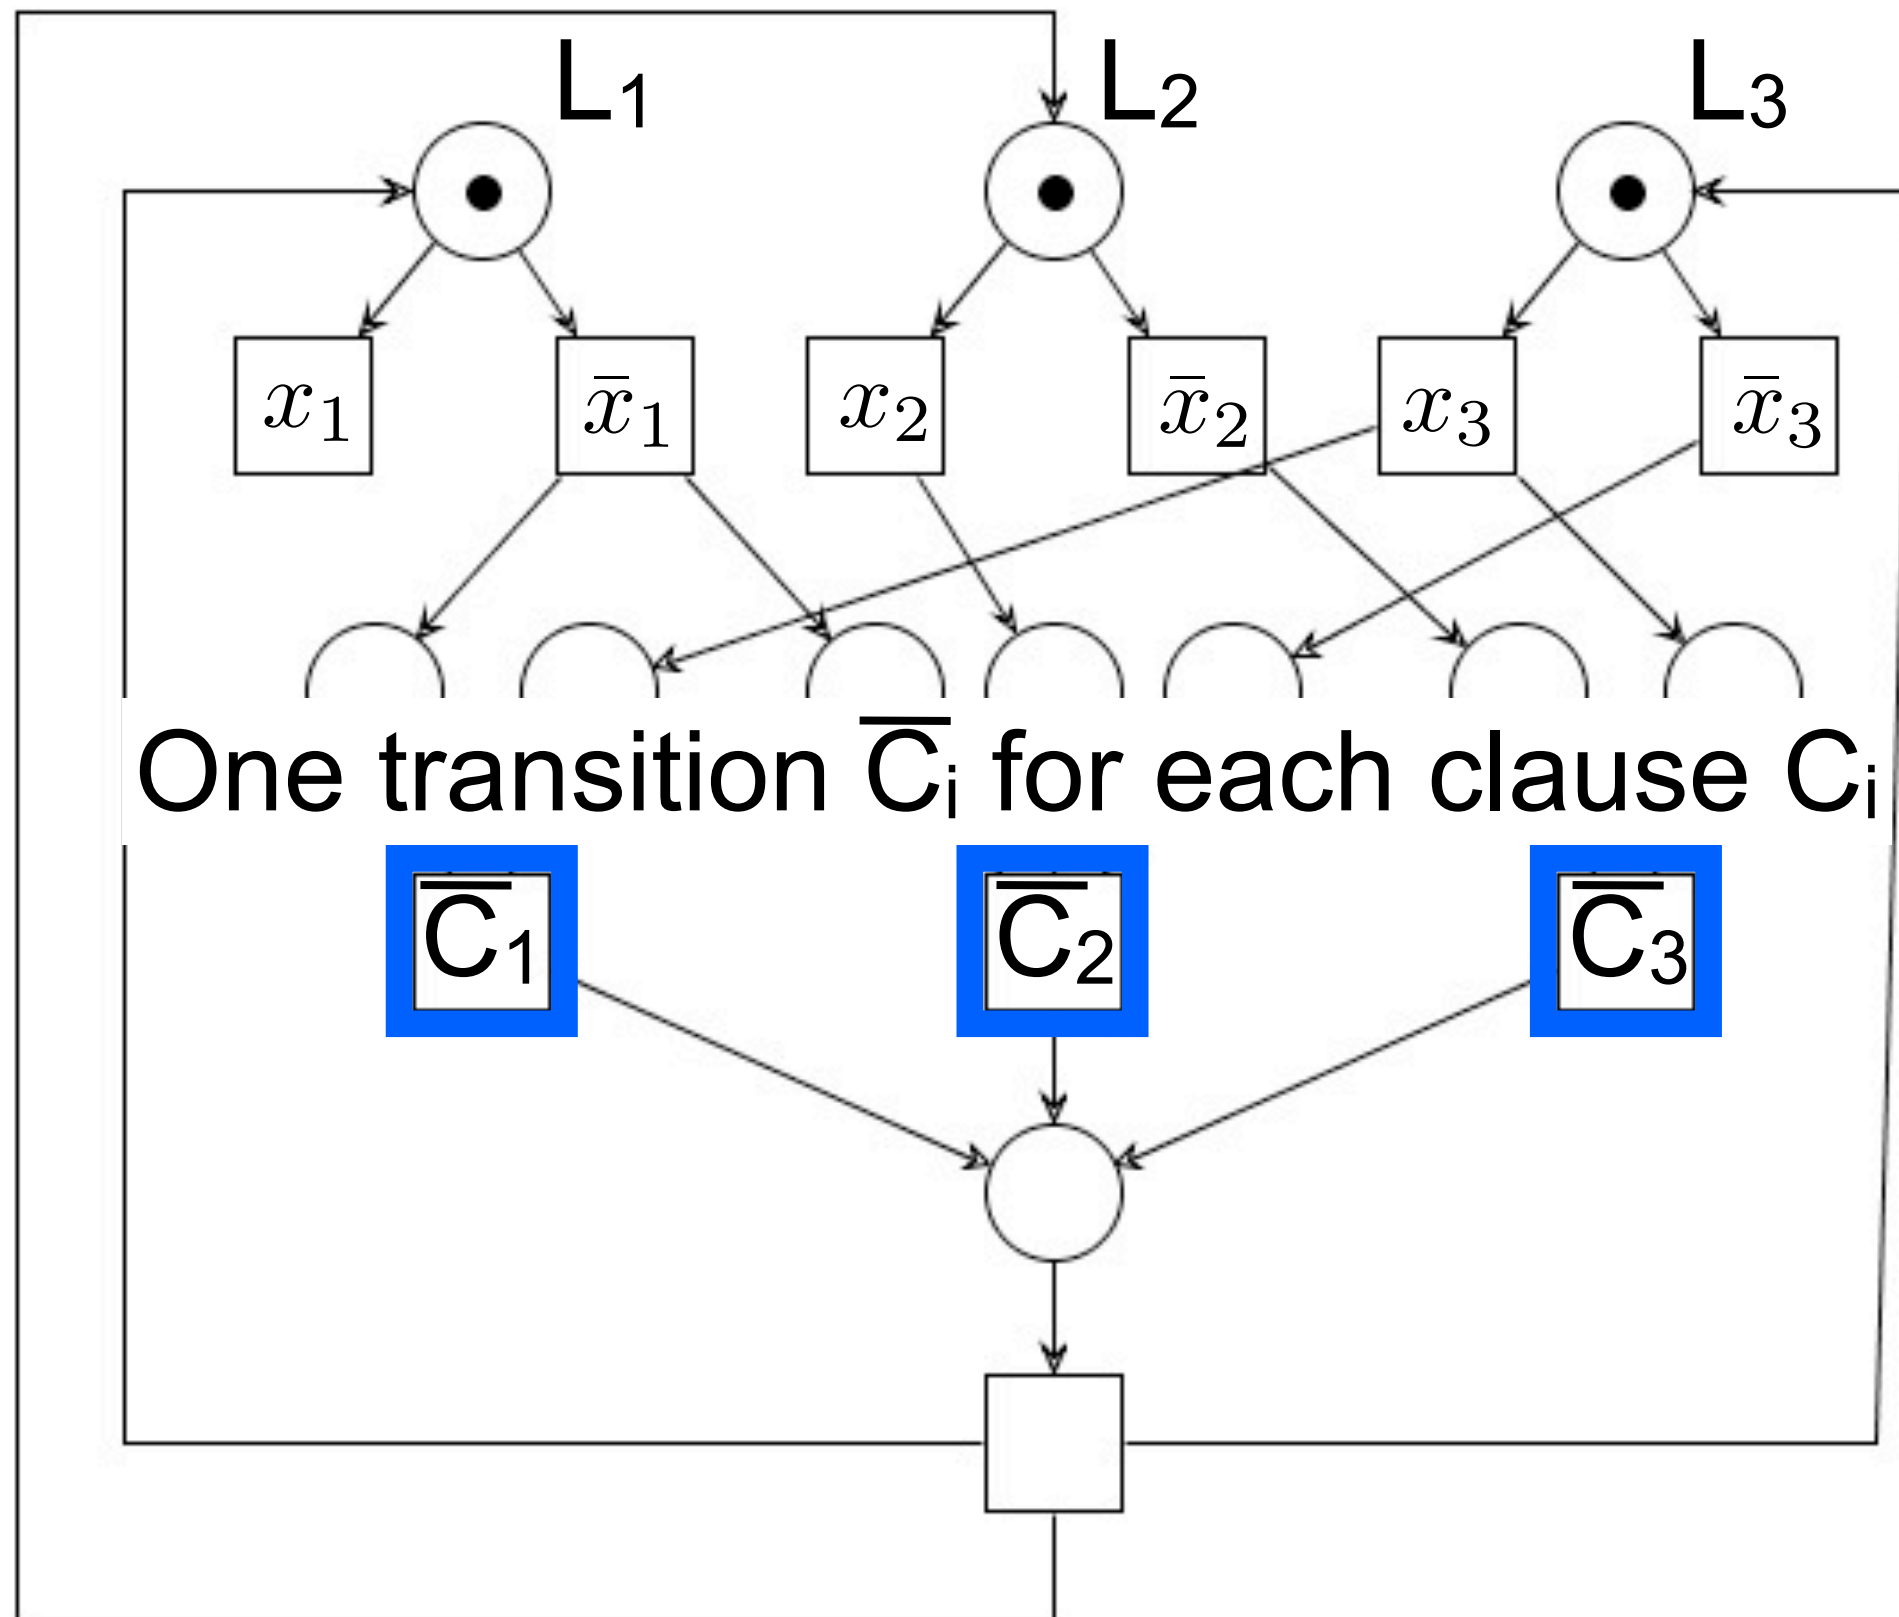 L₁ L₂ L₃
x₁ x̄₁ x₂ x̄₂ x₃ x̄₃
One transition C̅ᵢ for each clause Cᵢ
C̅₁ C̅₂ C̅₃